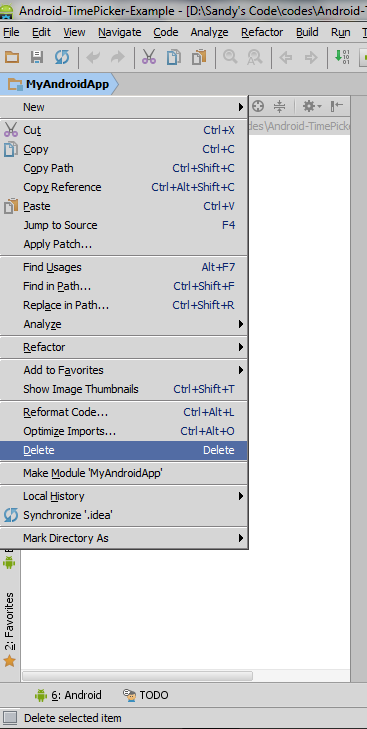 Android-TimePicker-Example - [D:\Sandy's Code\codes\Android-T
File Edit View Navigate Code Analyze Refactor Build Run
MyAndroidApp
des\Android-TimePicke
New
Cut Ctrl+X
Copy Ctrl+C
Copy Path Ctrl+Shift+C
Copy Reference Ctrl+Alt+Shift+C
Paste Ctrl+V
Jump to Source F4
Apply Patch...
Find Usages Alt+F7
Find in Path... Ctrl+Shift+F
Replace in Path... Ctrl+Shift+R
Analyze
Refactor
Add to Favorites
Show Image Thumbnails Ctrl+Shift+T
Reformat Code... Ctrl+Alt+L
Optimize Imports... Ctrl+Alt+O
Delete Delete
Make Module 'MyAndroidApp'
Local History
Synchronize '.idea'
Mark Directory As
2: Favorites
6: Android TODO
Delete selected item